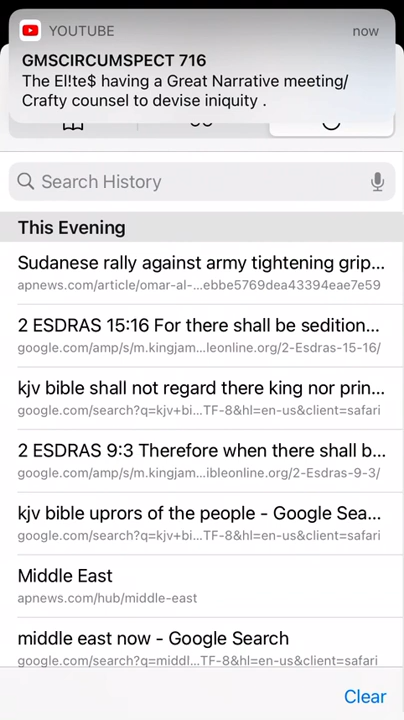 YOUTUBE now
GMSCIRCUMSPECT 716
The El!te$ having a Great Narrative meeting/
Crafty counsel to devise iniquity .
Search History
This Evening
Sudanese rally against army tightening grip...
apnews.com/article/omar-al-...ebbe5769dea43394eae7e59
2 ESDRAS 15:16 For there shall be sedition...
google.com/amp/s/m.kingjam...leonline.org/2-Esdras-15-16/
kjv bible shall not regard there king nor prin...
google.com/search?q=kjv+bi...TF-8&hl=en-us&client=safari
2 ESDRAS 9:3 Therefore when there shall b...
google.com/amp/s/m.kingjam...ibleonline.org/2-Esdras-9-3/
kjv bible uprors of the people - Google Sea...
google.com/search?q=kjv+bi...TF-8&hl=en-us&client=safari
Middle East
apnews.com/hub/middle-east
middle east now - Google Search
google.com/search?q=middl...TF-8&hl=en-us&client=safari
Clear